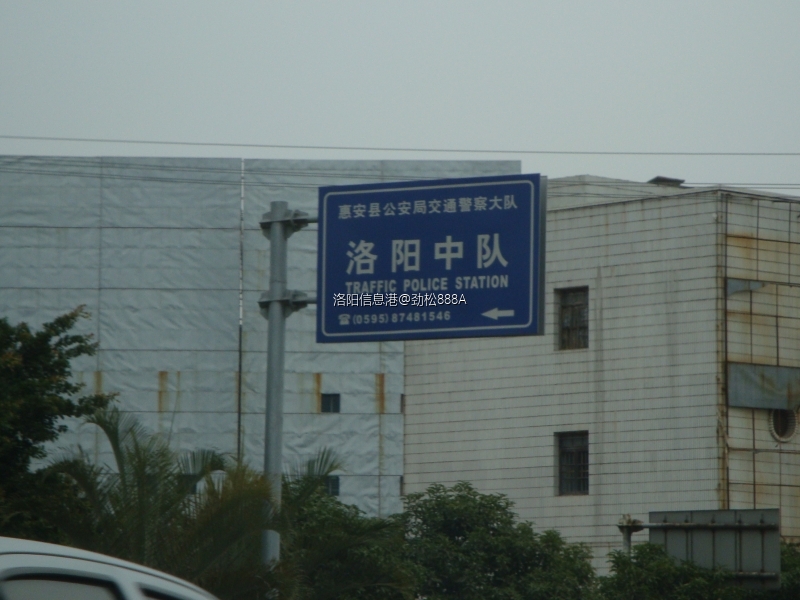 惠安县公安局交通警察大队
洛阳中队
TRAFFIC POLICE STATION
洛阳信息港@劲松888A
☎(0595)87481546